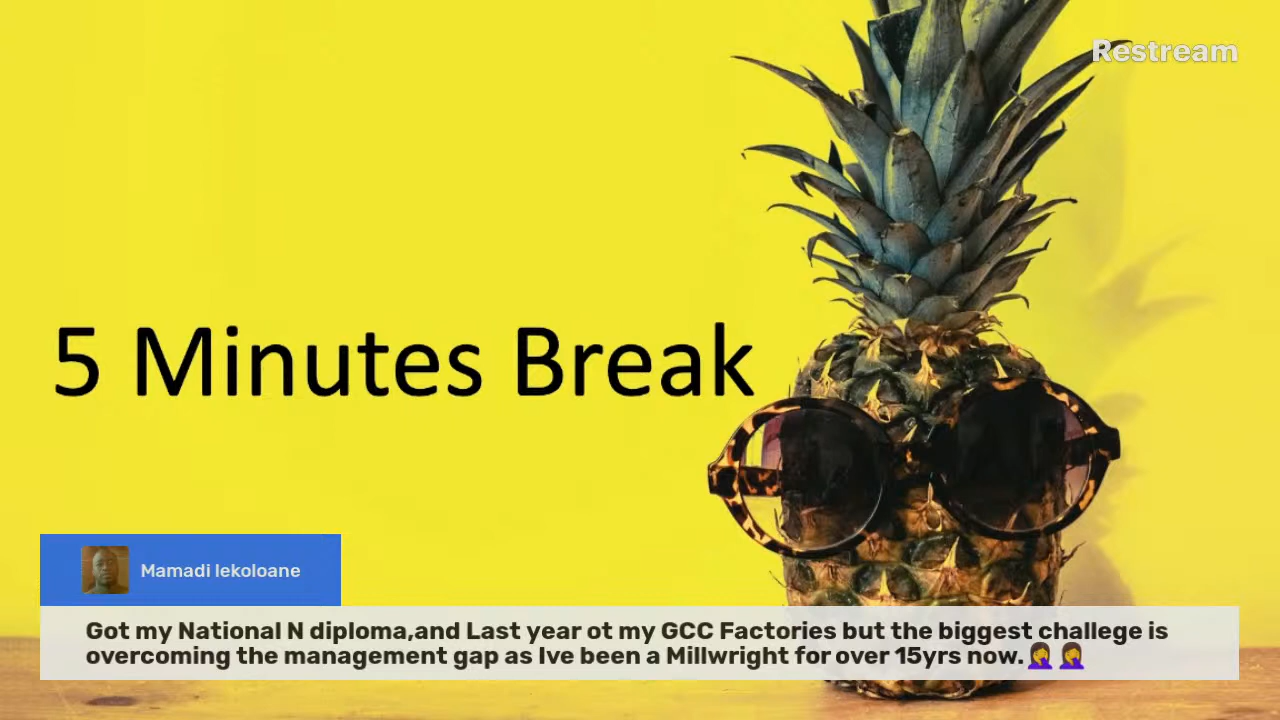 Restream
5 Minutes Break
Mamadi lekoloane
Got my National N diploma,and Last year ot my GCC Factories but the biggest challege is
overcoming the management gap as Ive been a Millwright for over 15yrs now.🤦‍♀️🤦‍♀️